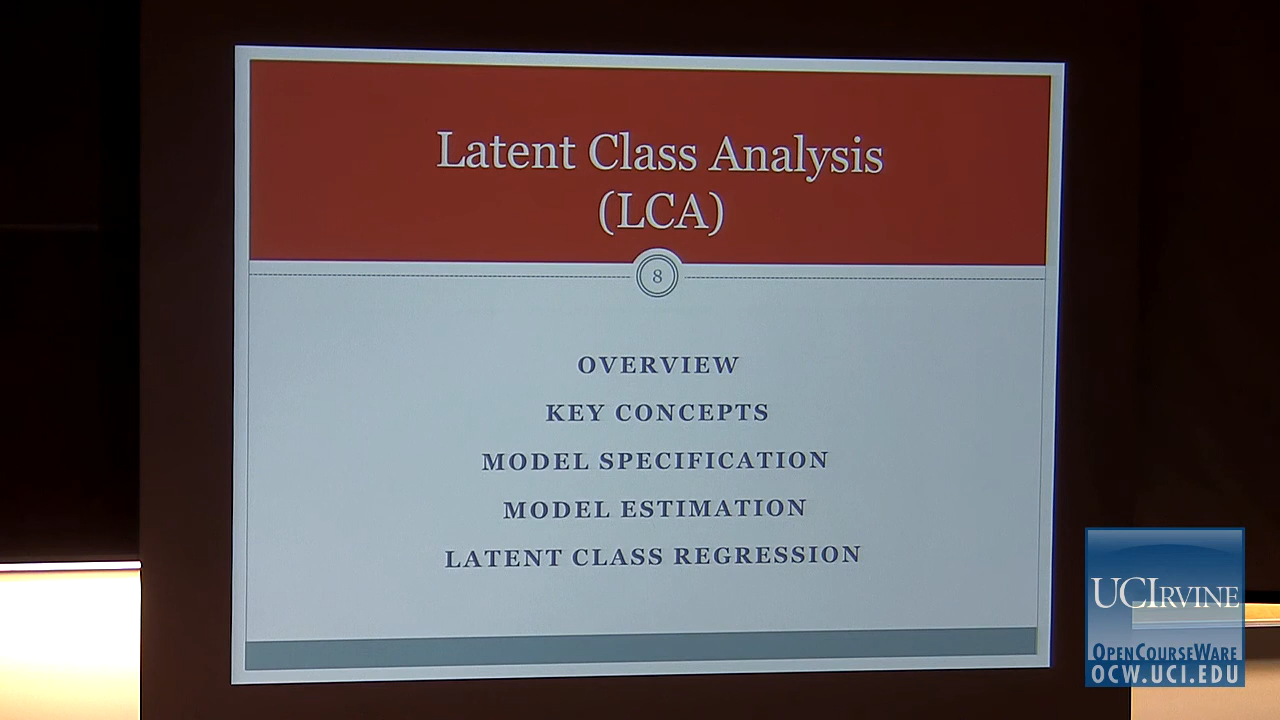 Latent Class Analysis
(LCA)
8
OVERVIEW
KEY CONCEPTS
MODEL SPECIFICATION
MODEL ESTIMATION
LATENT CLASS REGRESSION
UCIRVINE
OPENCOURSEWARE
OCW.UCI.EDU